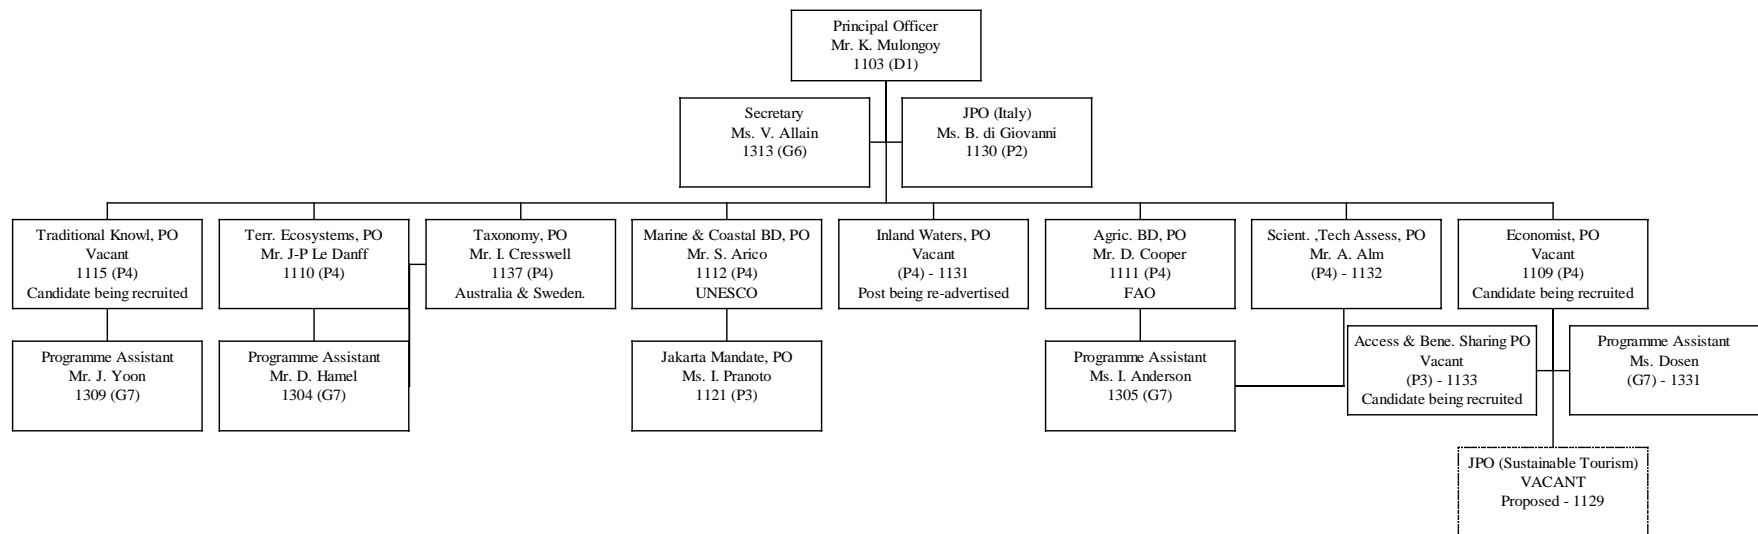 Principal Officer
Mr. K. Mulongoy
1103 (D1)
Secretary
Ms. V. Allain
1313 (G6)
JPO (Italy)
Ms. B. di Giovanni
1130 (P2)
Traditional Knowl, PO
Vacant
1115 (P4)
Candidate being recruited
Terr. Ecosystems, PO
Mr. J-P Le Danff
1110 (P4)
Taxonomy, PO
Mr. I. Cresswell
1137 (P4)
Australia & Sweden.
Marine & Coastal BD, PO
Mr. S. Arico
1112 (P4)
UNESCO
Inland Waters, PO
Vacant
(P4) - 1131
Post being re-advertised
Agric. BD, PO
Mr. D. Cooper
1111 (P4)
FAO
Scient. ,Tech Assess, PO
Mr. A. Alm
(P4) - 1132
Economist, PO
Vacant
1109 (P4)
Candidate being recruited
Programme Assistant
Mr. J. Yoon
1309 (G7)
Programme Assistant
Mr. D. Hamel
1304 (G7)
Jakarta Mandate, PO
Ms. I. Pranoto
1121 (P3)
Programme Assistant
Ms. I. Anderson
1305 (G7)
Access & Bene. Sharing PO
Vacant
(P3) - 1133
Candidate being recruited
Programme Assistant
Ms. Dosen
(G7) - 1331
JPO (Sustainable Tourism)
VACANT
Proposed - 1129